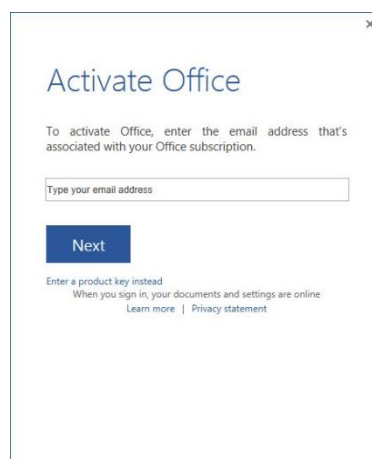 Activate Office
To activate Office, enter the email address that's
associated with your Office subscription.
Type your email address
Next
Enter a product key instead
When you sign in, your documents and settings are online
Learn more | Privacy statement